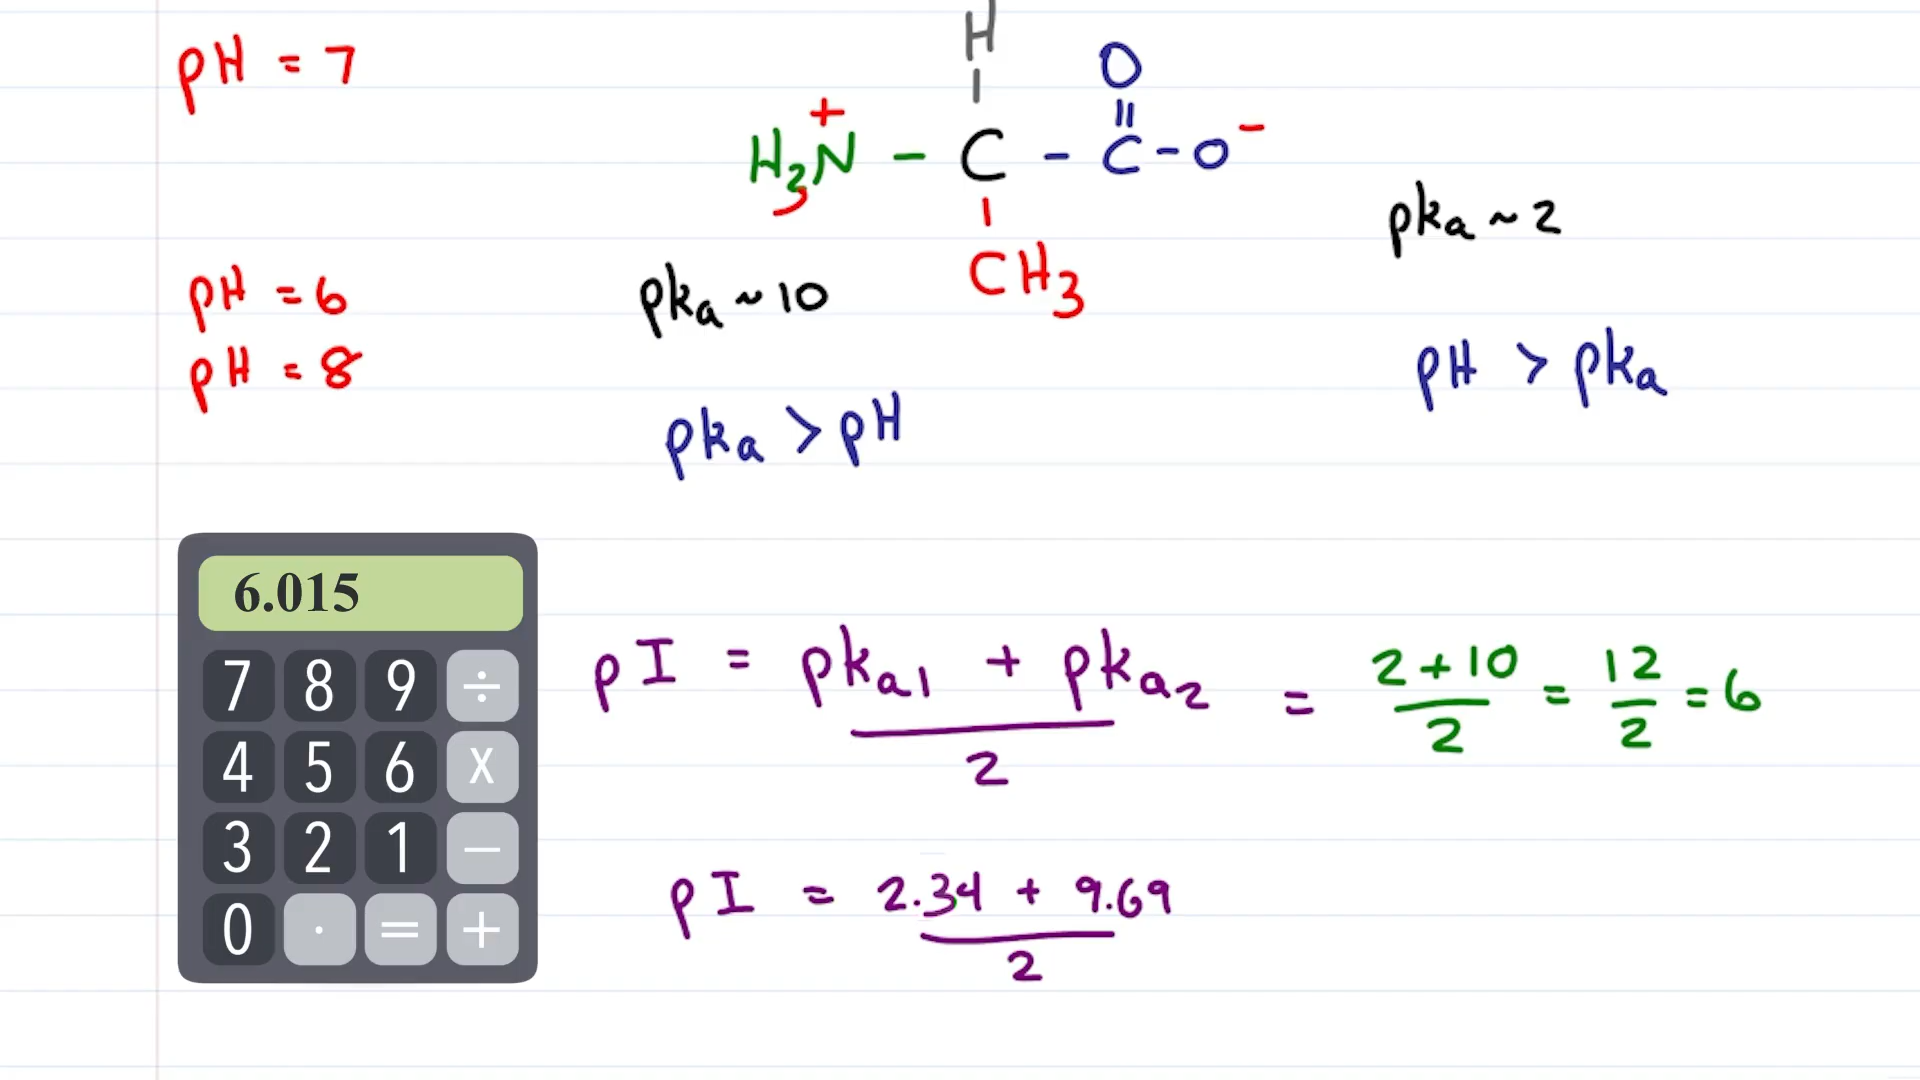 pH = 7
H
O
||
H3N+ - C - C - O-
|
CH3
pka ~ 2
pka ~ 10
pH = 6
pH = 8
pH > pka
pka > pH
6.015
7 8 9 ÷
4 5 6 X
3 2 1 −
0 · = +
pI = pka1 + pka2 / 2 = 2 + 10 / 2 = 12 / 2 = 6
pI = 2.34 + 9.69 / 2